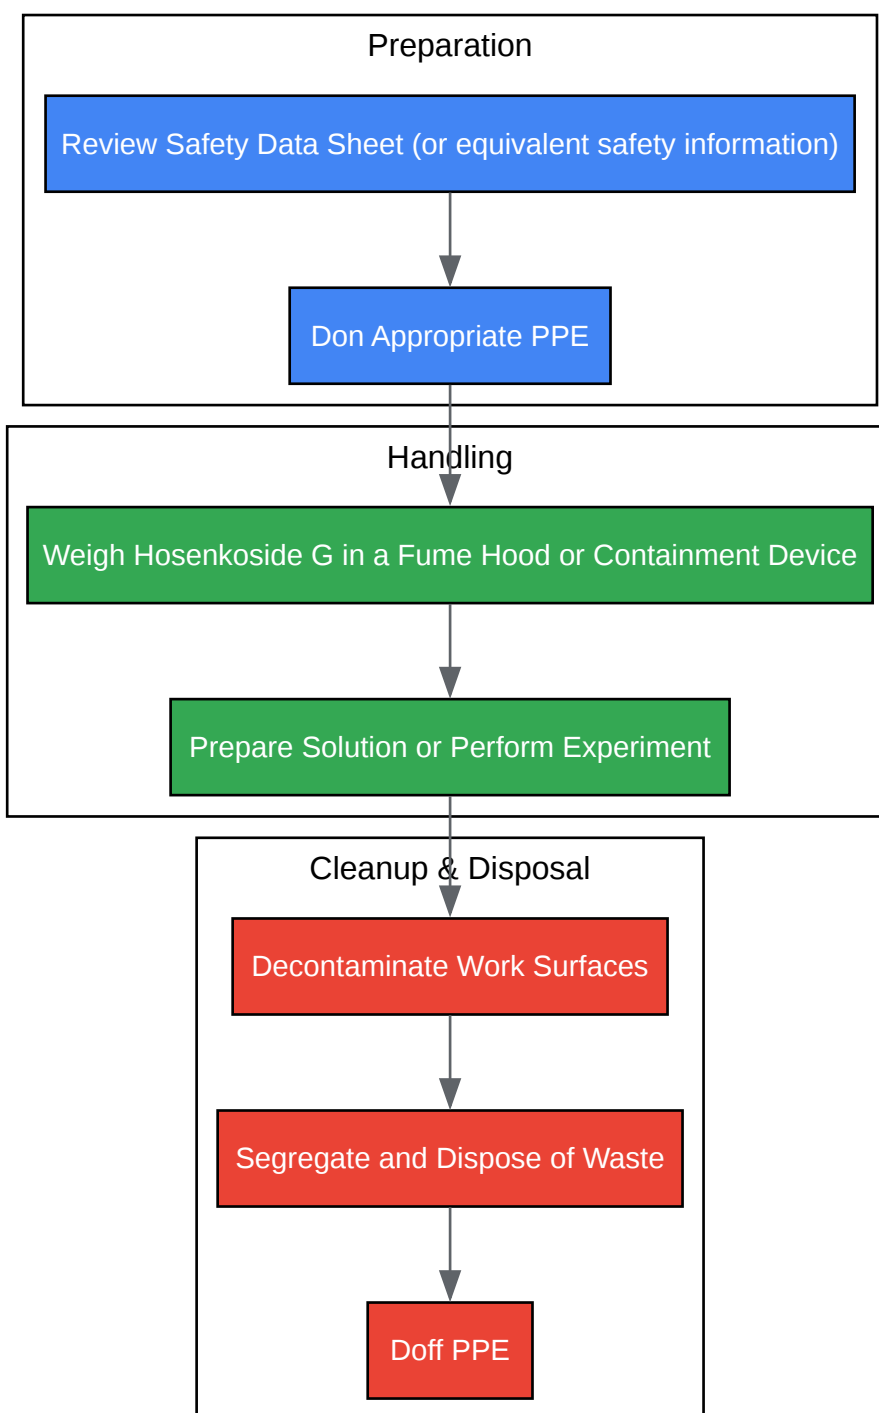 Preparation
Review Safety Data Sheet (or equivalent safety information)
Don Appropriate PPE
Handling
Weigh Hosenkoside G in a Fume Hood or Containment Device
Prepare Solution or Perform Experiment
Cleanup & Disposal
Decontaminate Work Surfaces
Segregate and Dispose of Waste
Doff PPE